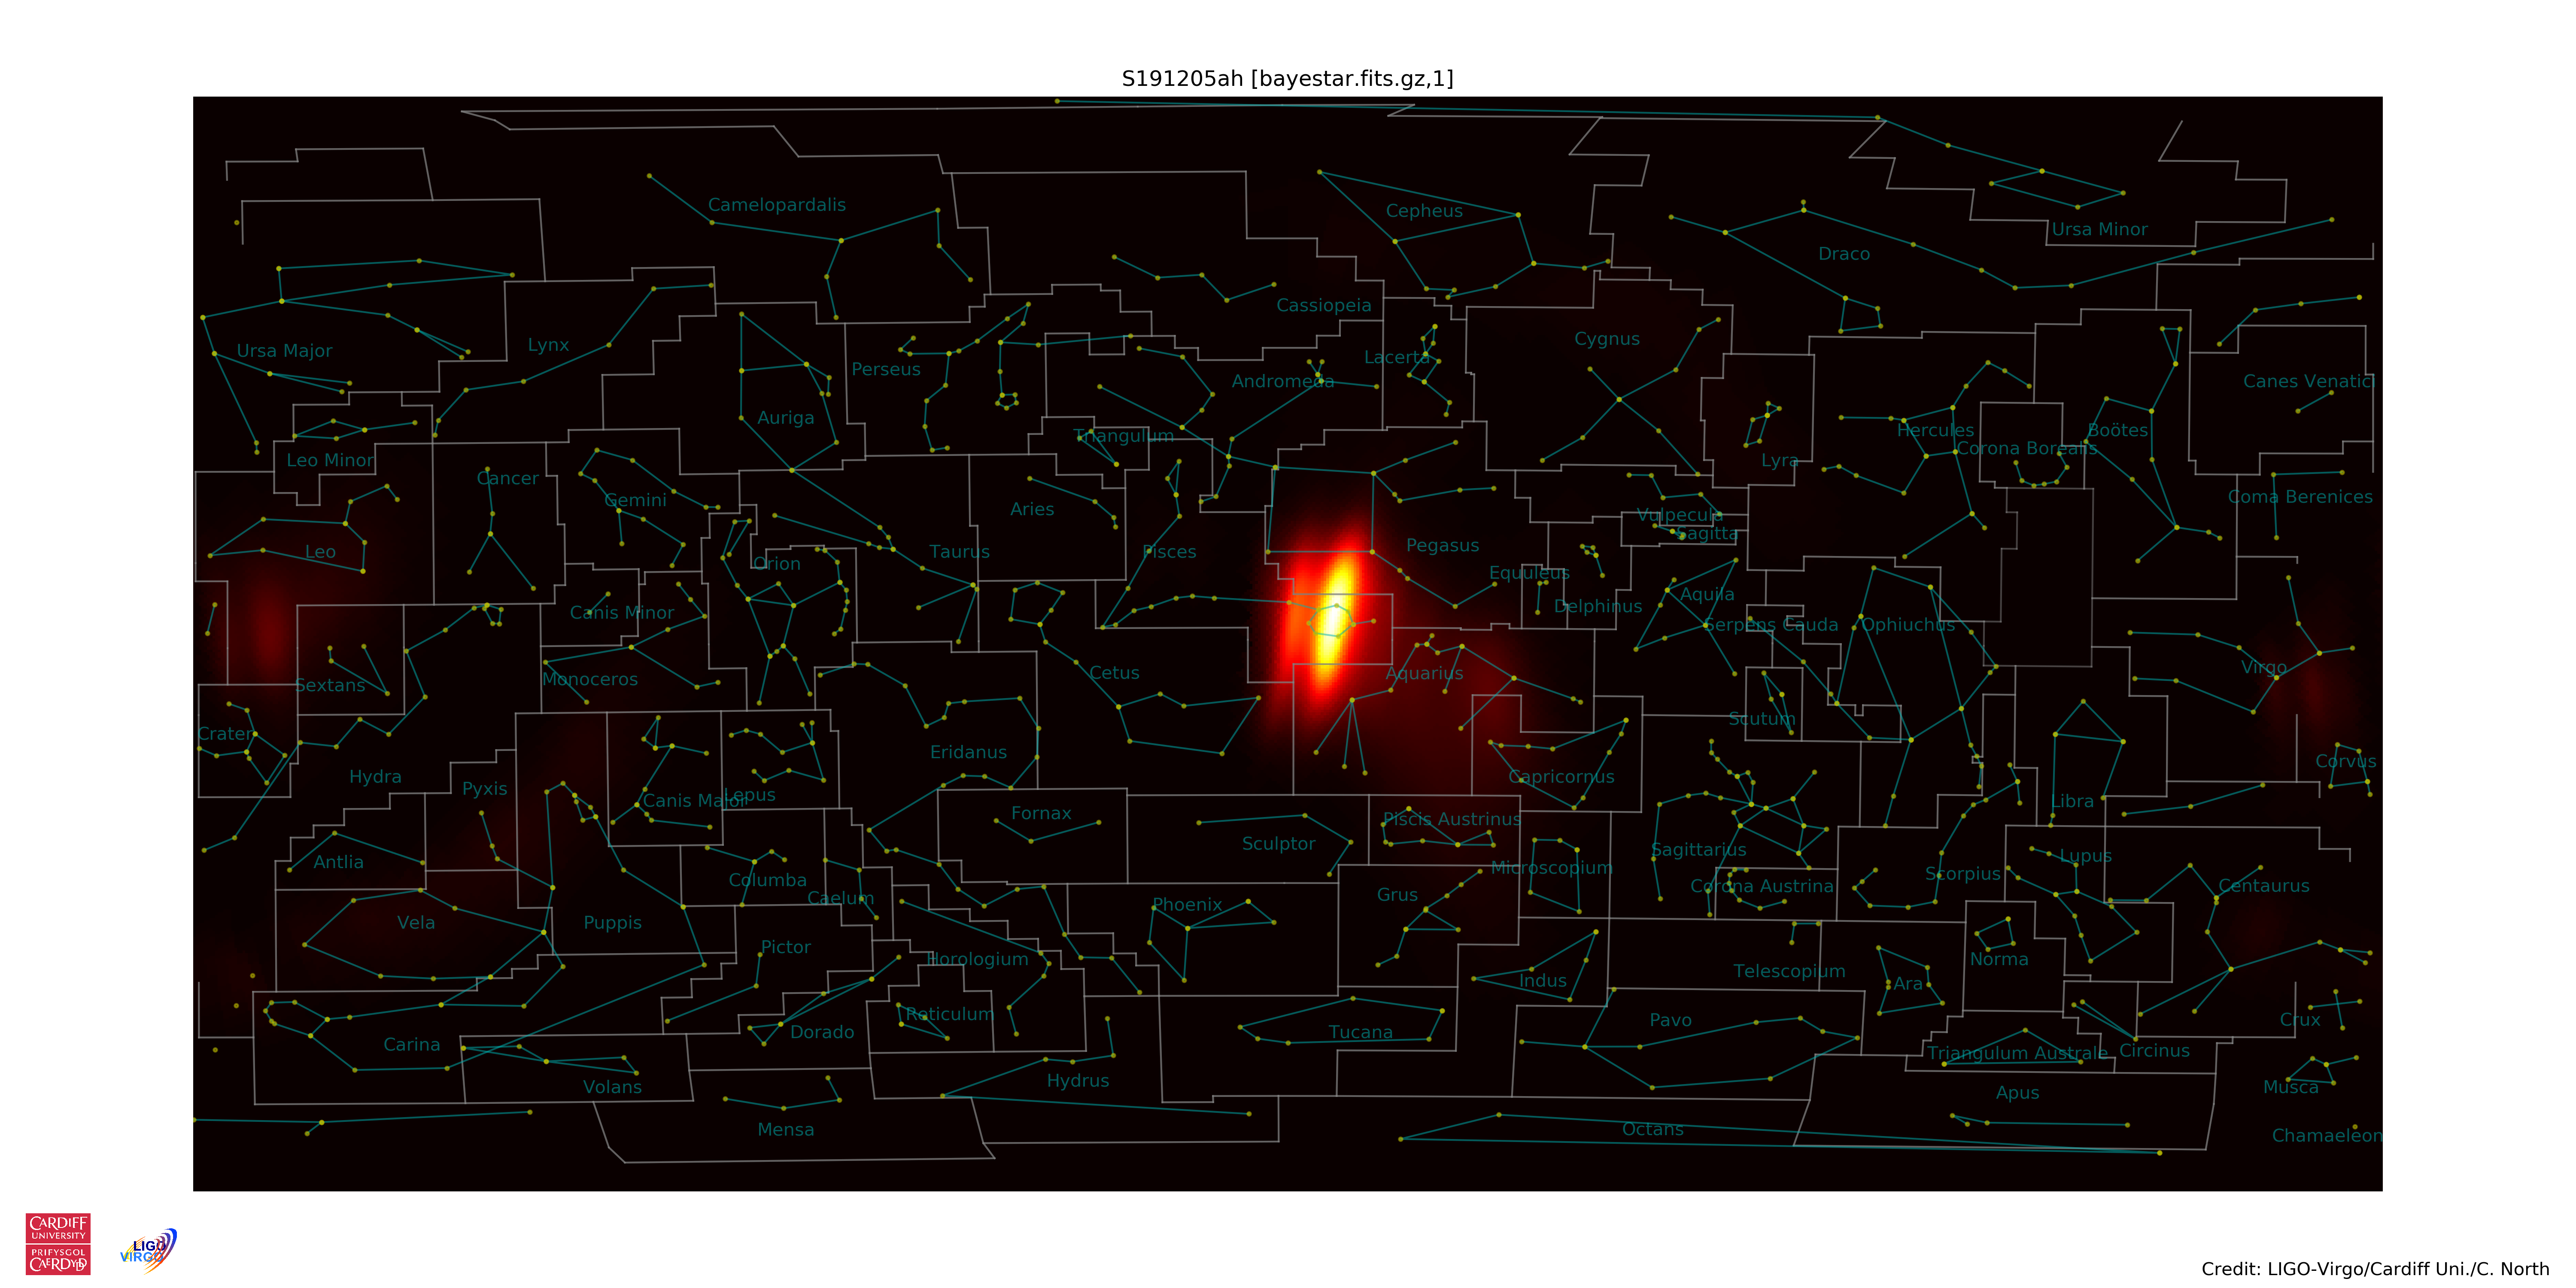 S191205ah [bayestar.fits.gz,1]
Camelopardalis
Cepheus
Ursa Minor
Draco
Cassiopeia
Cygnus
Lynx
Ursa Major
Lacerta
Perseus
Andromeda
Canes Venatici
Auriga
Hercules
Boötes
Triangulum
Corona Borealis
Leo Minor
Lyra
Cancer
Gemini
Coma Berenices
Aries
Vulpecula
Sagitta
Pegasus
Leo
Taurus
Pisces
Orion
Equuleus
Aquila
Delphinus
Canis Minor
Serpens Cauda
Ophiuchus
Virgo
Cetus
Aquarius
Monoceros
Sextans
Scutum
Crater
Eridanus
Corvus
Hydra
Capricornus
Pyxis
Lepus
Canis Major
Libra
Fornax
Piscis Austrinus
Sculptor
Sagittarius
Lupus
Antlia
Microscopium
Scorpius
Columba
Corona Austrina
Centaurus
Grus
Caelum
Phoenix
Vela
Puppis
Pictor
Horologium
Norma
Telescopium
Indus
Ara
Reticulum
Pavo
Crux
Dorado
Tucana
Carina
Circinus
Triangulum Australe
Hydrus
Volans
Musca
Apus
Mensa
Octans
Chamaeleon
CARDIFF
UNIVERSITY
PRIFYSGOL
CAERDYDD
LIGO
VIRGO
Credit: LIGO-Virgo/Cardiff Uni./C. North